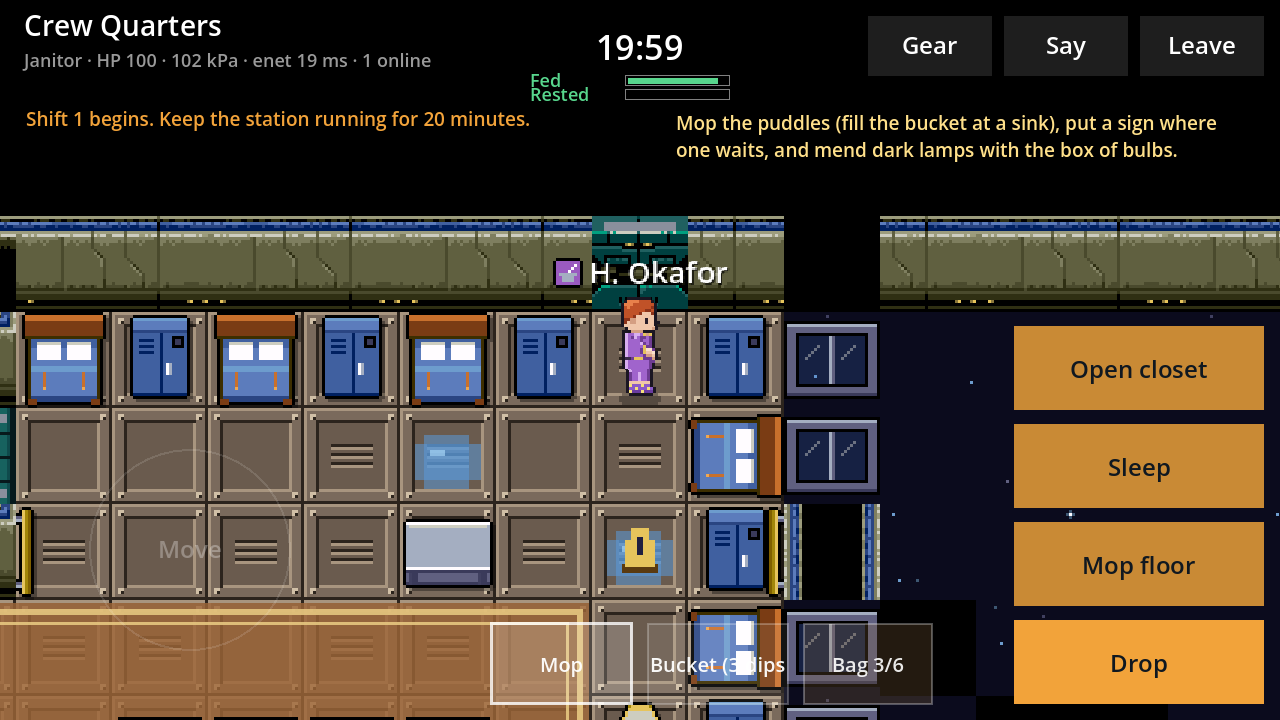 Crew Quarters
Janitor · HP 100 · 102 kPa · enet 19 ms · 1 online
19:59
Fed
Rested
Gear
Say
Leave
Shift 1 begins. Keep the station running for 20 minutes.
Mop the puddles (fill the bucket at a sink), put a sign where
one waits, and mend dark lamps with the box of bulbs.
H. Okafor
Open closet
Sleep
Mop floor
Drop
Move
Mop
Bucket (3 dips
Bag 3/6